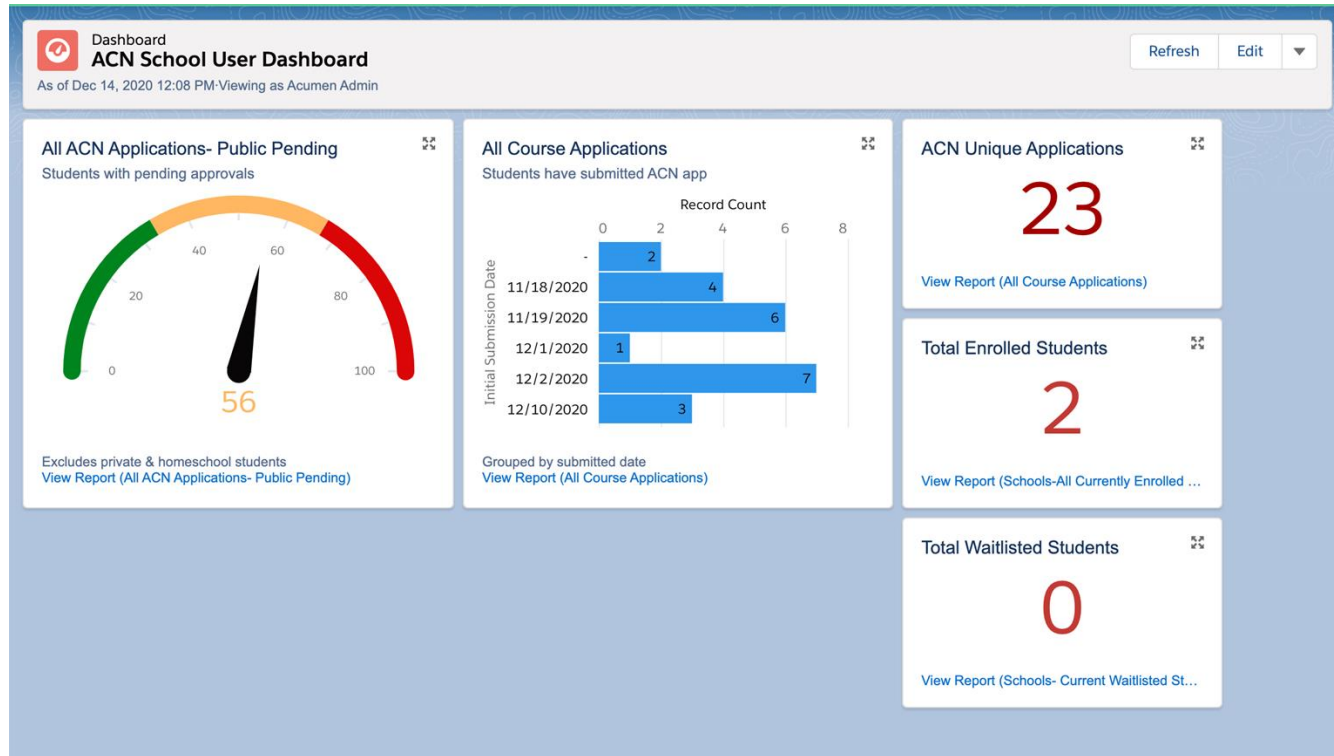 Dashboard
ACN School User Dashboard
As of Dec 14, 2020 12:08 PM·Viewing as Acumen Admin
Refresh
Edit
All ACN Applications- Public Pending
Students with pending approvals
0
20
40
60
80
100
56
Excludes private & homeschool students
View Report (All ACN Applications- Public Pending)
All Course Applications
Students have submitted ACN app
Record Count
0 2 4 6 8
Initial Submission Date
- 2
11/18/2020 4
11/19/2020 6
12/1/2020 1
12/2/2020 7
12/10/2020 3
Grouped by submitted date
View Report (All Course Applications)
ACN Unique Applications
23
View Report (All Course Applications)
Total Enrolled Students
2
View Report (Schools-All Currently Enrolled ...
Total Waitlisted Students
0
View Report (Schools- Current Waitlisted St...